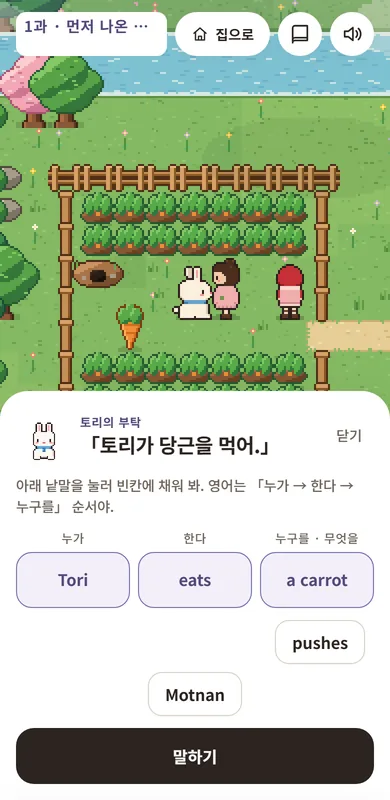 1과 · 먼저 나온 ⋯
집으로
토리의 부탁
「토리가 당근을 먹어.」
닫기
아래 낱말을 눌러 빈칸에 채워 봐. 영어는 「누가 → 한다 →
누구를」 순서야.
누가
한다
누구를 · 무엇을
Tori
eats
a carrot
pushes
Motnan
말하기